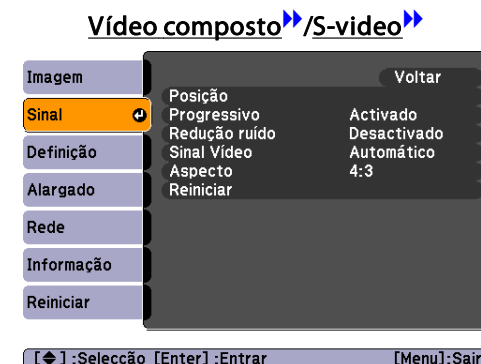 Vídeo composto/S-video
Imagem
Sinal
Definição
Alargado
Rede
Informação
Reiniciar
Voltar
Posição
Progressivo Activado
Redução ruído Desactivado
Sinal Vídeo Automático
Aspecto 4:3
Reiniciar
[ ] :Selecção [Enter] :Entrar [Menu]:Sair